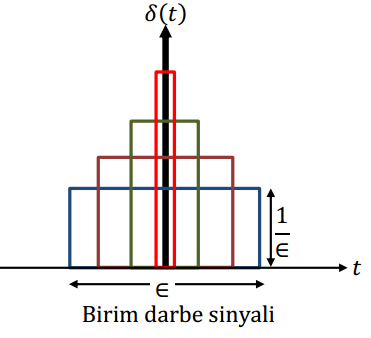 δ(t)
1
∈
t
∈
Birim darbe sinyali